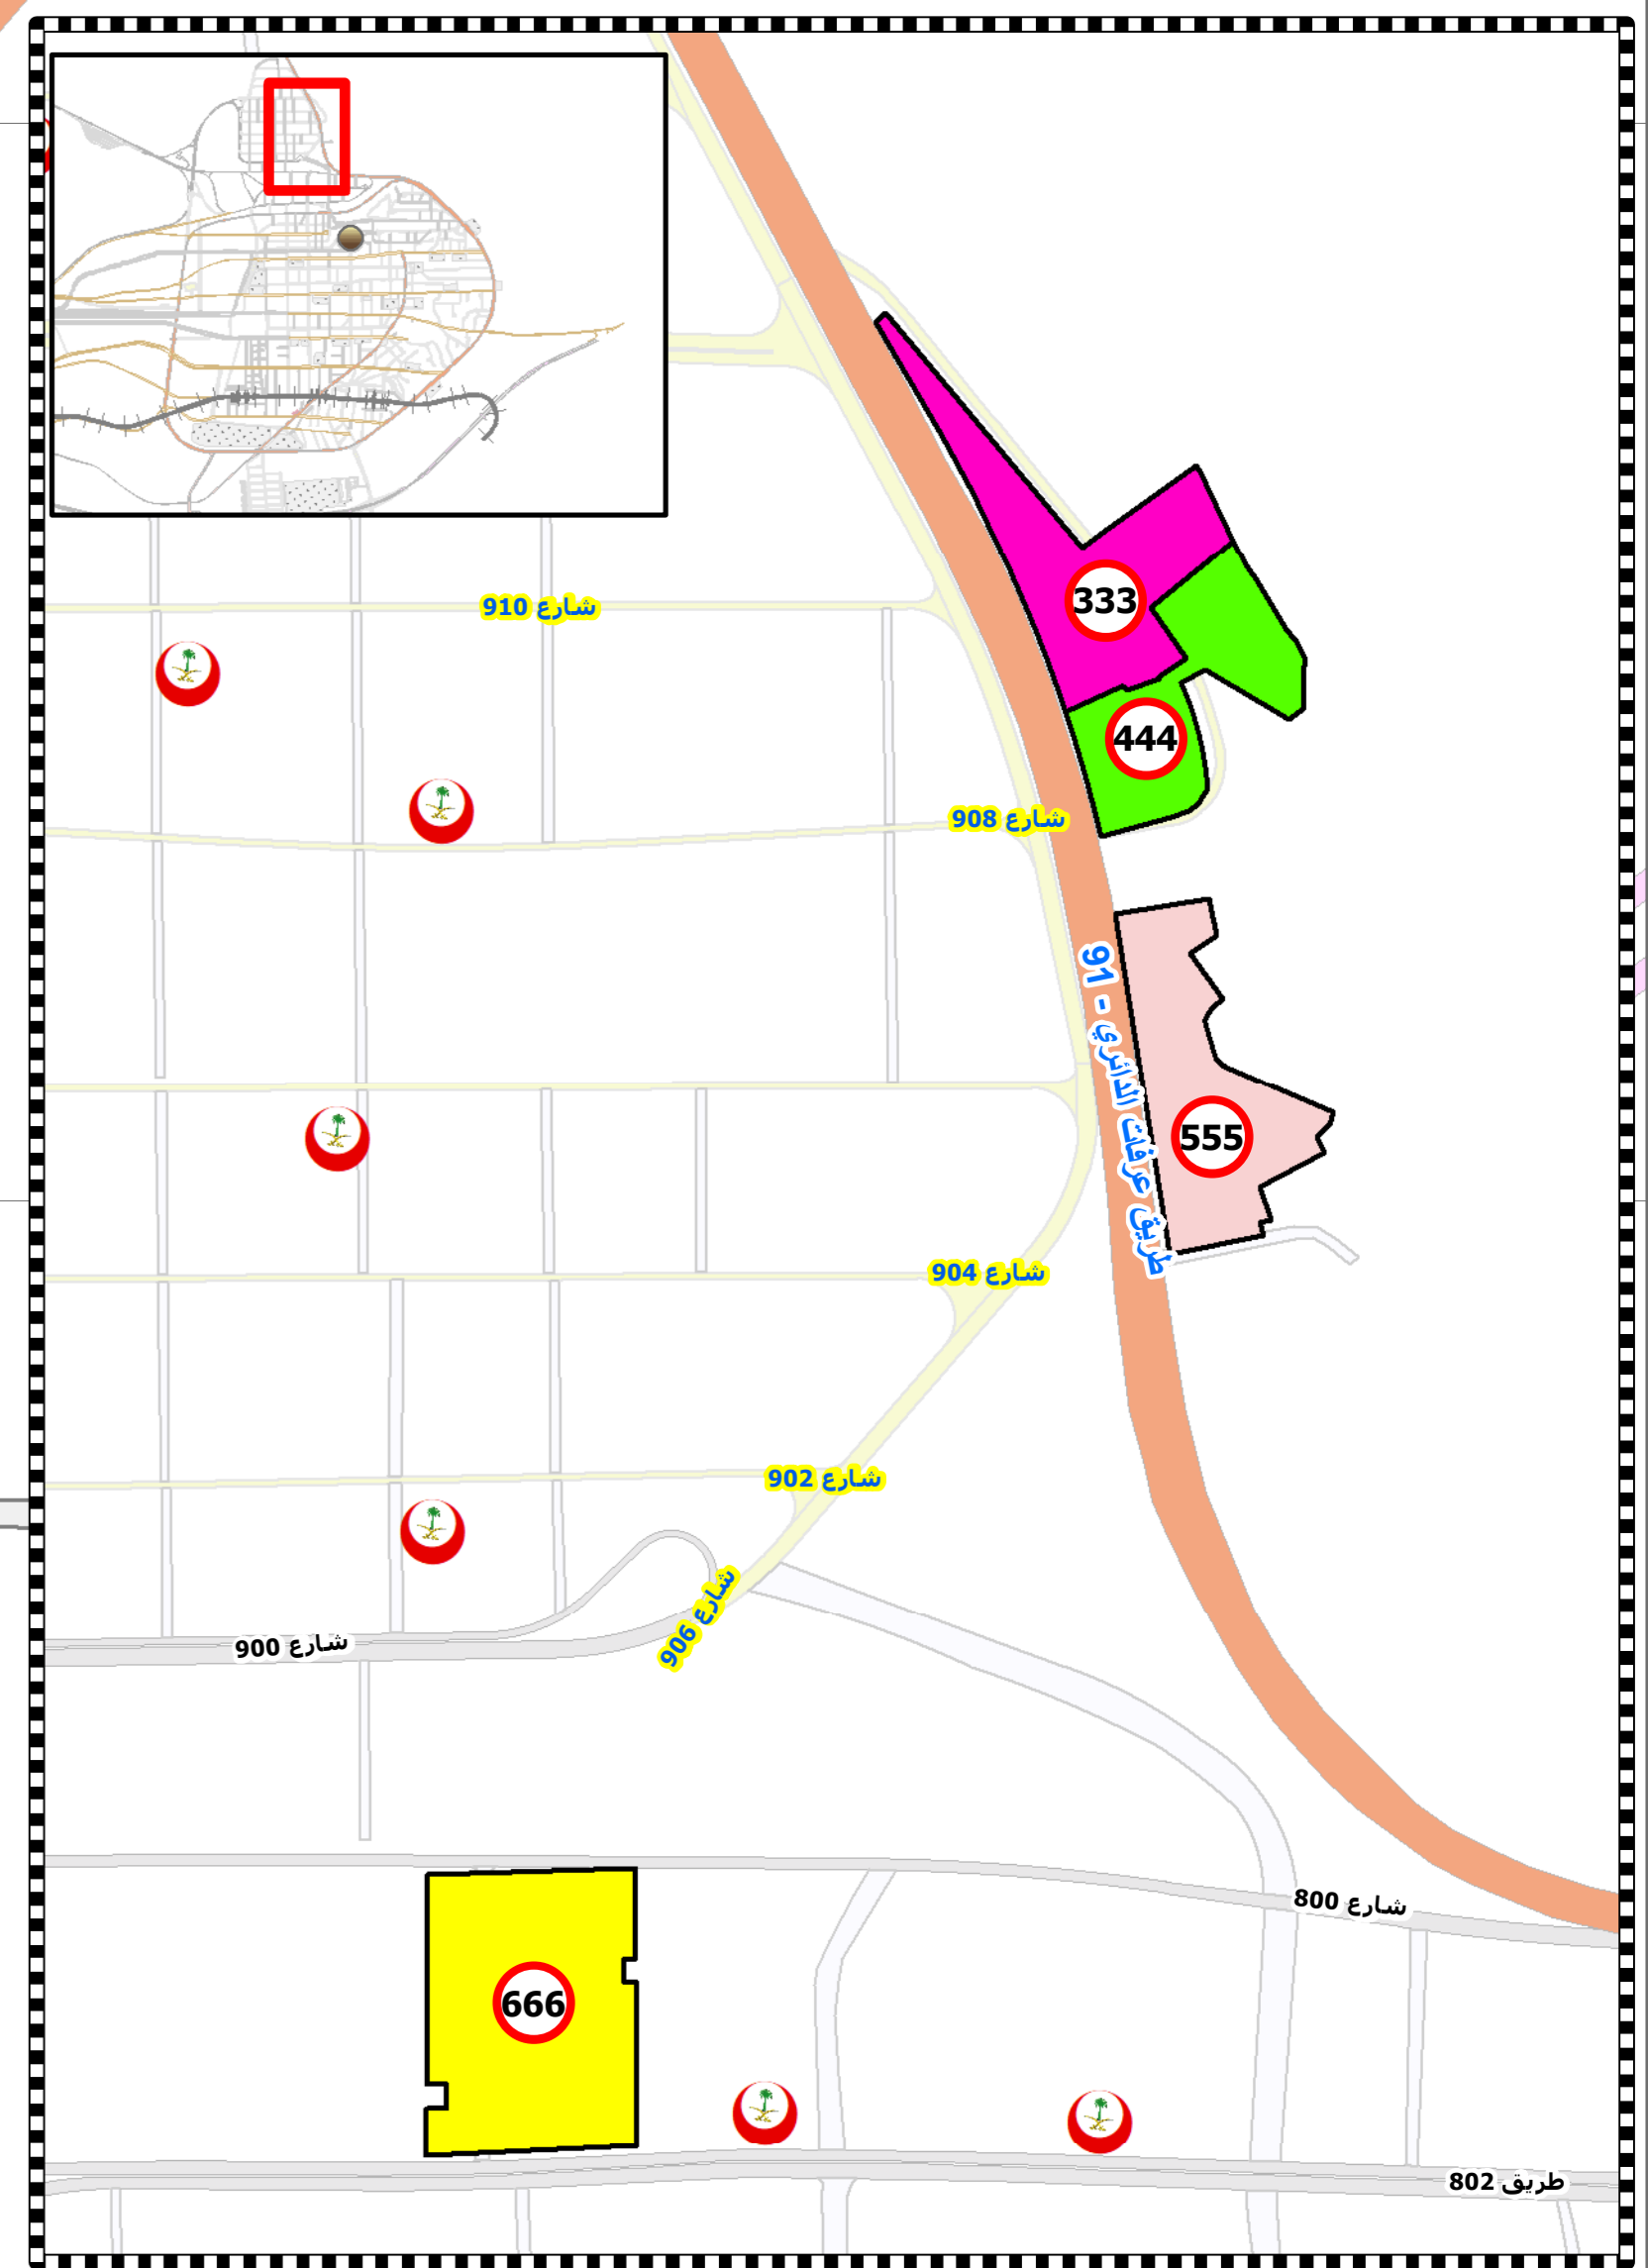 شارع 910
333
444
شارع 908
طريق عرفات الدائري - 91
555
شارع 904
شارع 902
شارع 906
شارع 900
شارع 800
666
طريق 802